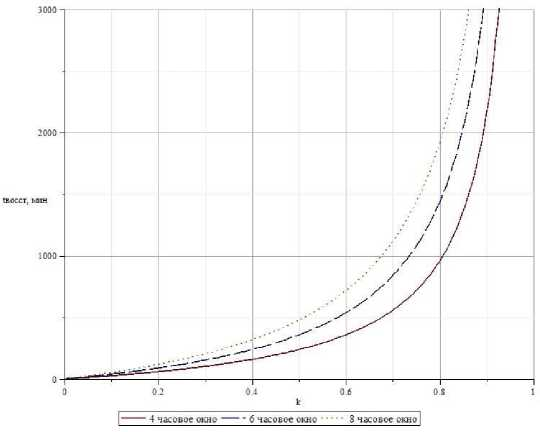 3000
2000
tвосст, мин
1000
0
0 0.2 0.4 0.6 0.8 1
k
4 часовое окно 6 часовое окно 8 часовое окно